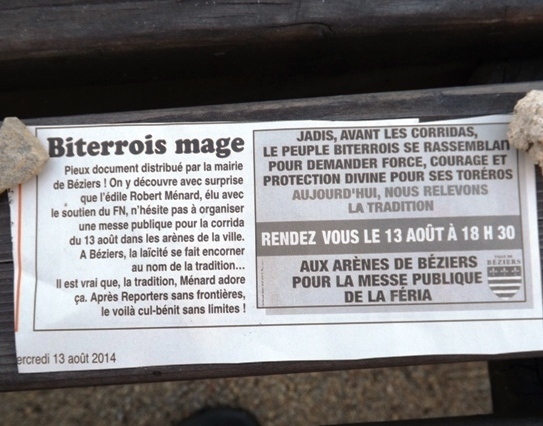 Biterrois mage
Pieux document distribué par la mairie
de Béziers ! On y découvre avec surprise
que l'édile Robert Ménard, élu avec
le soutien du FN, n'hésite pas à organiser
une messe publique pour la corrida
du 13 août dans les arènes de la ville.
A Béziers, la laïcité se fait encorner
au nom de la tradition...
Il est vrai que, la tradition, Ménard adore
ça. Après Reporters sans frontières,
le voilà cul-bénit sans limites !
JADIS, AVANT LES CORRIDAS,
LE PEUPLE BITERROIS SE RASSEMBLAIT
POUR DEMANDER FORCE, COURAGE ET
PROTECTION DIVINE POUR SES TORÉROS
AUJOURD'HUI, NOUS RELEVONS
LA TRADITION
RENDEZ VOUS LE 13 AOÛT À 18 H 30
AUX ARÈNES DE BÉZIERS
POUR LA MESSE PUBLIQUE
DE LA FÉRIA
VILLE DE
BÉZIERS
ercredi 13 août 2014